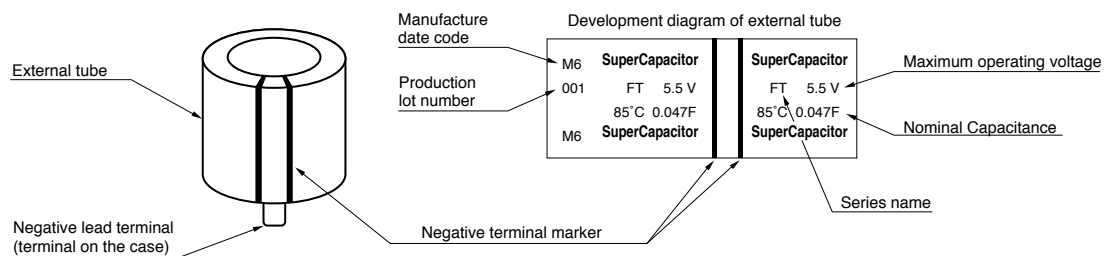 External tube
Negative lead terminal
(terminal on the case)
Negative terminal marker
Manufacture
date code
Production
lot number
Development diagram of external tube
M6 SuperCapacitor
001 FT 5.5 V
85˚C 0.047F
M6 SuperCapacitor
SuperCapacitor
FT 5.5 V
85˚C 0.047F
SuperCapacitor
Maximum operating voltage
Nominal Capacitance
Series name